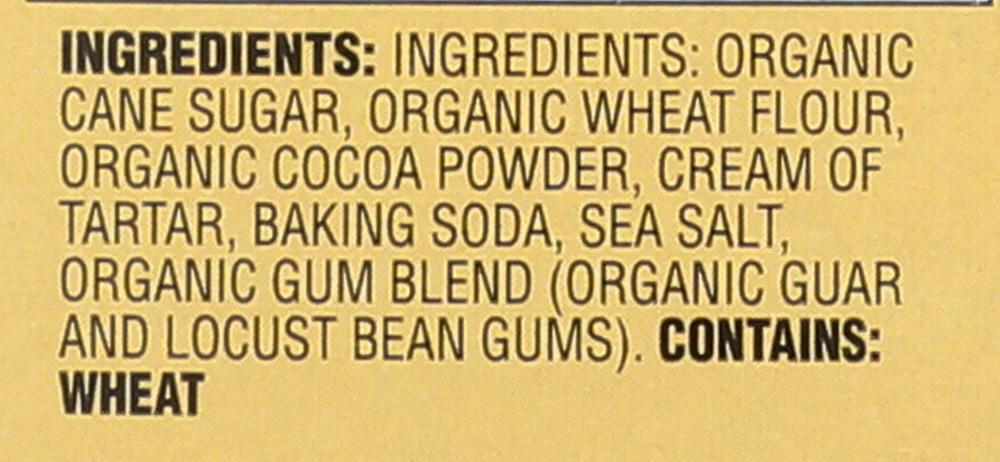 INGREDIENTS: INGREDIENTS: ORGANIC
CANE SUGAR, ORGANIC WHEAT FLOUR,
ORGANIC COCOA POWDER, CREAM OF
TARTAR, BAKING SODA, SEA SALT,
ORGANIC GUM BLEND (ORGANIC GUAR
AND LOCUST BEAN GUMS). CONTAINS:
WHEAT